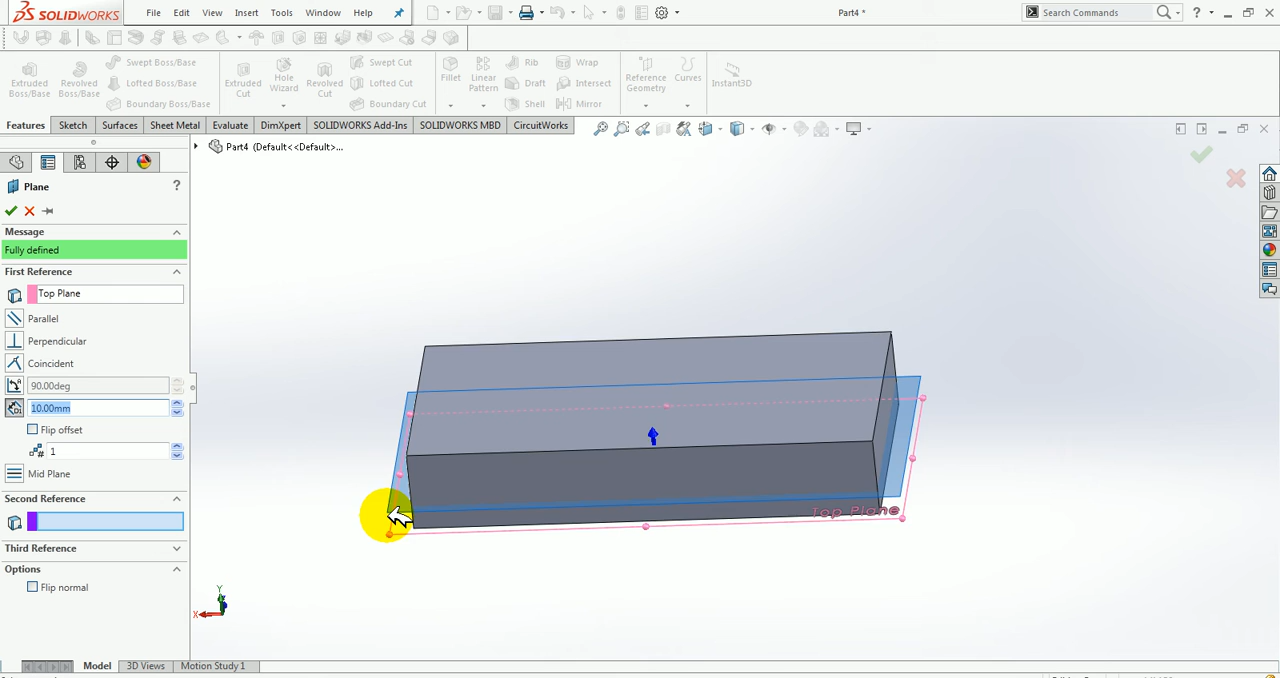 SOLIDWORKS File Edit View Insert Tools Window Help Part4 * Search Commands ?
Extruded Boss/Base
Revolved Boss/Base
Swept Boss/Base
Lofted Boss/Base
Boundary Boss/Base
Extruded Cut
Hole Wizard
Revolved Cut
Swept Cut
Lofted Cut
Boundary Cut
Fillet
Linear Pattern
Rib
Draft
Shell
Wrap
Intersect
Mirror
Reference Geometry
Curves
Instant3D
Features Sketch Surfaces Sheet Metal Evaluate DimXpert SOLIDWORKS Add-Ins SOLIDWORKS MBD CircuitWorks
Part4 (Default<<Default>...
Plane ?
Message
Fully defined
First Reference
Top Plane
Parallel
Perpendicular
Coincident
90.00deg
10.00mm
Flip offset
1
Mid Plane
Second Reference
Third Reference
Options
Flip normal
Top Plane
Y
X
Model 3D Views Motion Study 1